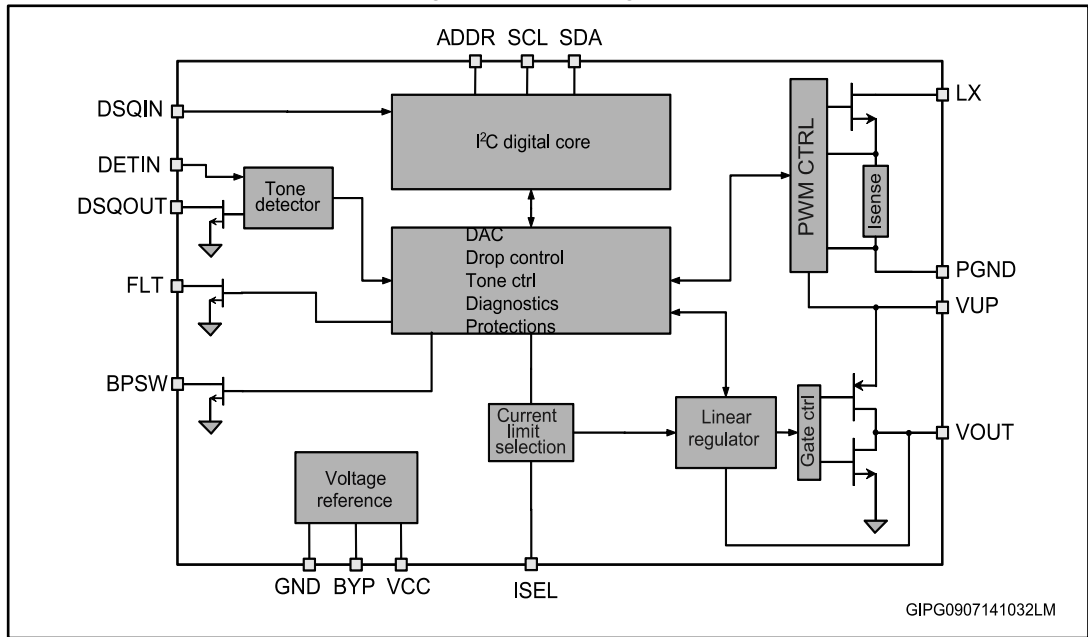 ADDR SCL SDA
DSQIN
I²C digital core
LX
DETIN
Tone
detector
DSQOUT
PWM CTRL
Isense
DAC
Drop control
Tone ctrl
Diagnostics
Protections
FLT
PGND
VUP
BPSW
Current
limit
selection
Linear
regulator
Gate ctrl
VOUT
Voltage
reference
GND BYP VCC
ISEL
GIPG0907141032LM